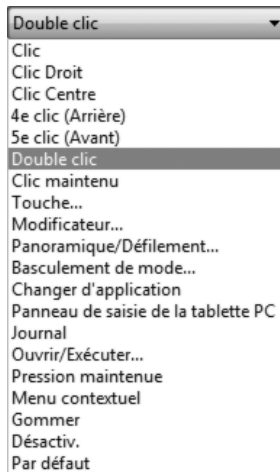 Double clic
Clic
Clic Droit
Clic Centre
4e clic (Arrière)
5e clic (Avant)
Double clic
Clic maintenu
Touche...
Modificateur...
Panoramique/Défilement...
Basculement de mode...
Changer d'application
Panneau de saisie de la tablette PC
Journal
Ouvrir/Exécuter...
Pression maintenue
Menu contextuel
Gommer
Désactiv.
Par défaut